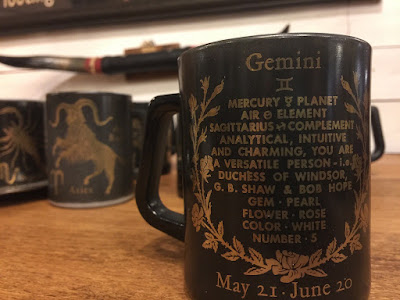 Gemini
♊
MERCURY ☿ PLANET
AIR ⊖ ELEMENT
SAGITTARIUS ♐ COMPLEMENT
ANALYTICAL, INTUITIVE
AND CHARMING, YOU ARE
A VERSATILE PERSON - i.e.
DUCHESS OF WINDSOR,
G. B. SHAW & BOB HOPE
GEM · PEARL
FLOWER · ROSE
COLOR · WHITE
NUMBER · 5
May 21 · June 20
Aries